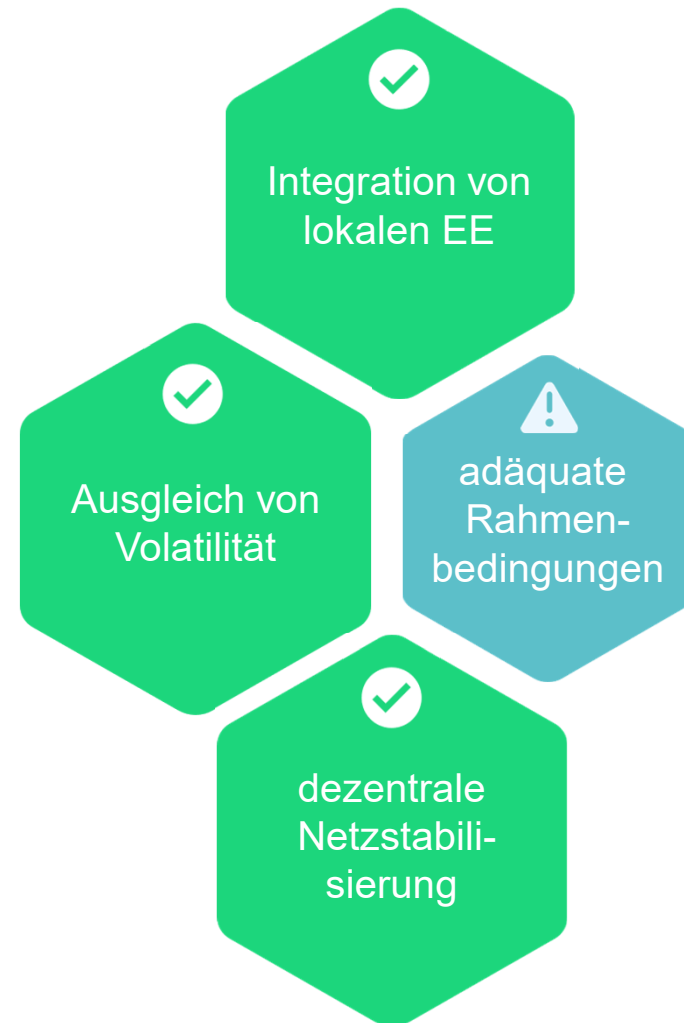 Integration von
lokalen EE
Ausgleich von
Volatilität
adäquate
Rahmen-
bedingungen
dezentrale
Netzstabili-
sierung